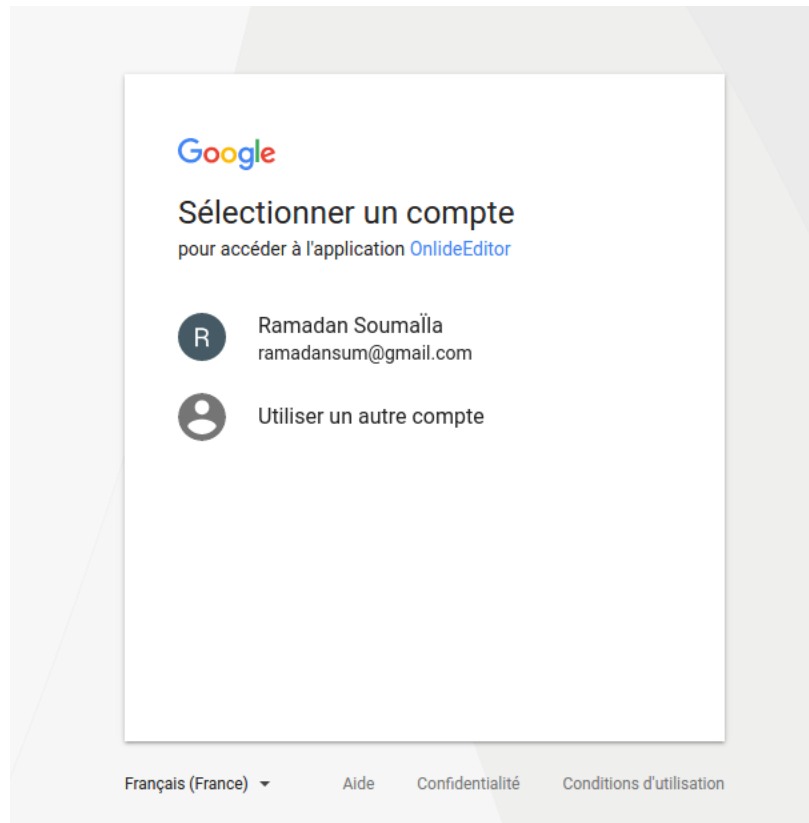 Google
Sélectionner un compte
pour accéder à l'application OnlideEditor
R
Ramadan SoumaÏla
ramadansum@gmail.com
Utiliser un autre compte
Français (France)
Aide
Confidentialité
Conditions d'utilisation